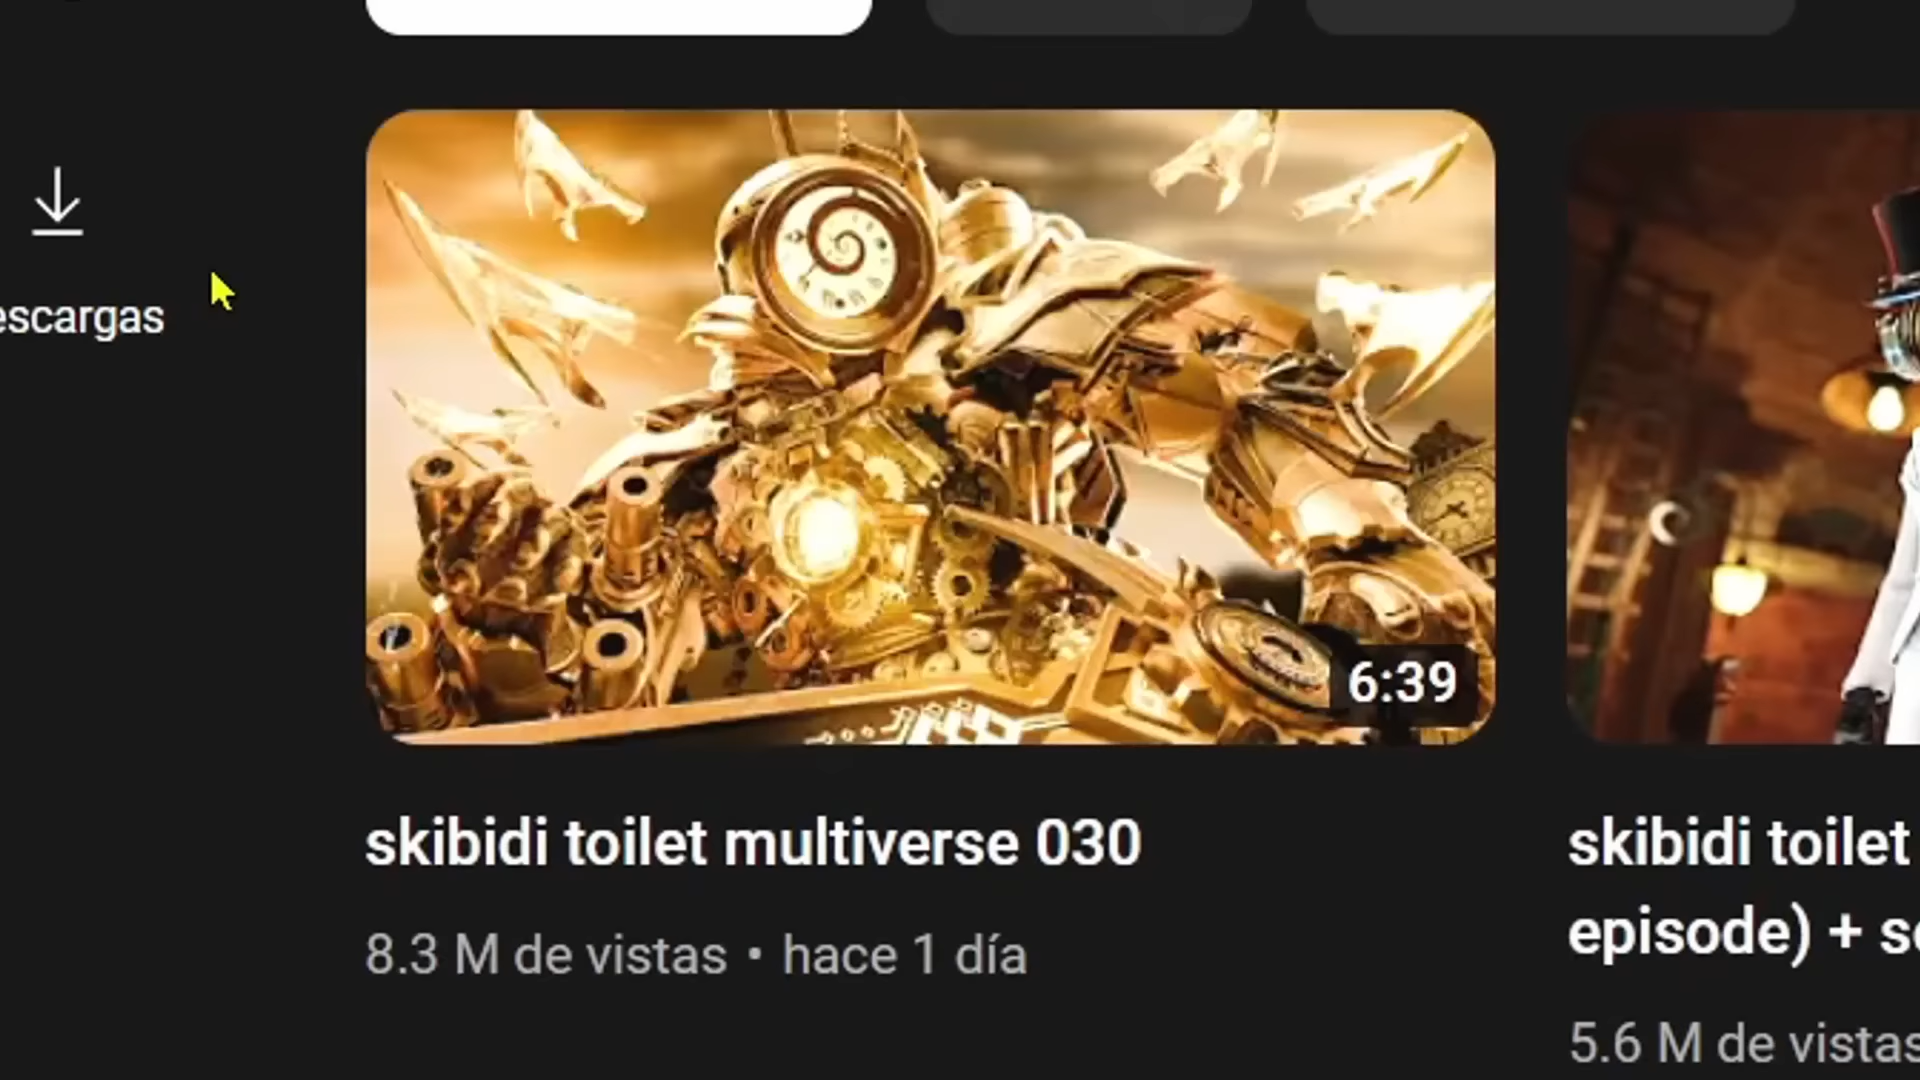 escargas
6:39
skibidi toilet multiverse 030
8.3 M de vistas • hace 1 día
skibidi toilet
episode) +
5.6 M de vistas